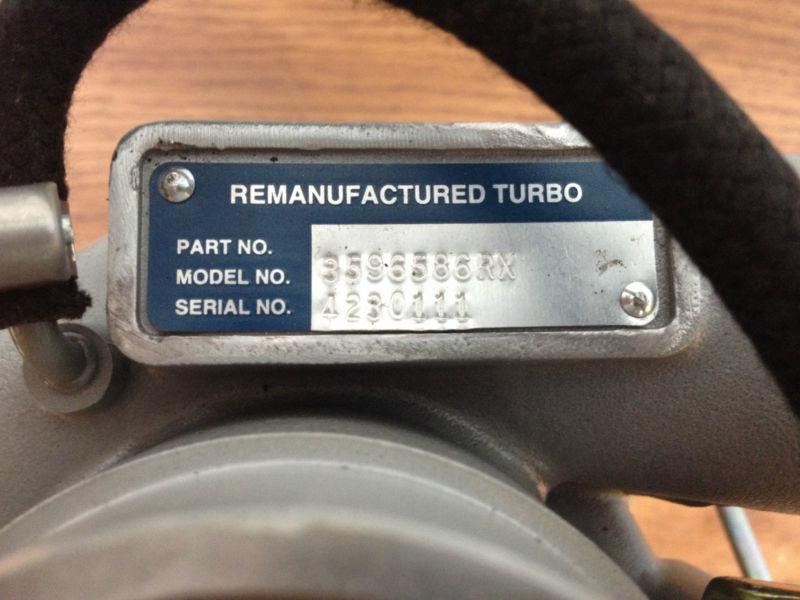 REMANUFACTURED TURBO
PART NO.
MODEL NO. 3596586RX
SERIAL NO. 4230111